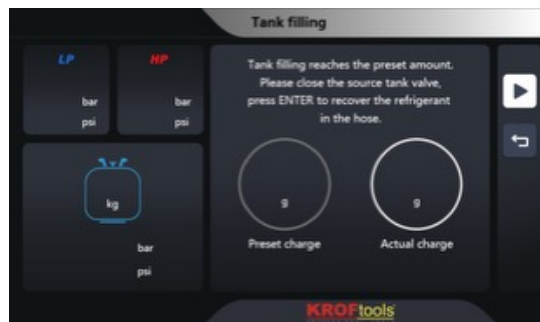 Tank filling
LP
HP
bar
psi
bar
psi
Tank filling reaches the preset amount.
Please close the source tank valve,
press ENTER to recover the refrigerant
in the hose.
kg
bar
psi
g
g
Preset charge
Actual charge
KROFtools